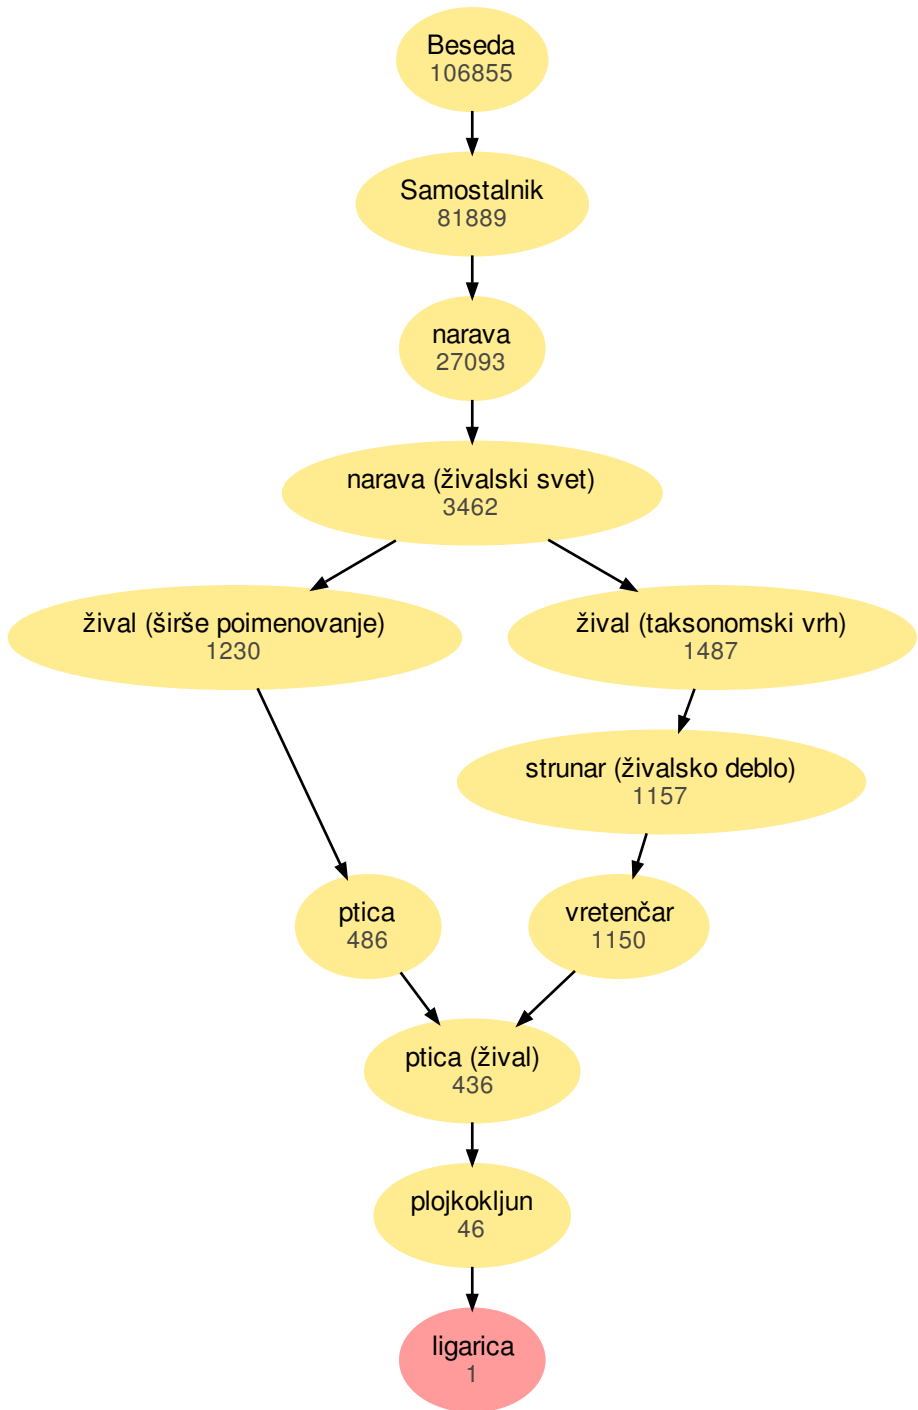 Beseda
106855
Samostalnik
81889
narava
27093
narava (živalski svet)
3462
žival (širše poimenovanje)
1230
žival (taksonomski vrh)
1487
strunar (živalsko deblo)
1157
ptica
486
vretenčar
1150
ptica (žival)
436
plojkokljun
46
ligarica
1